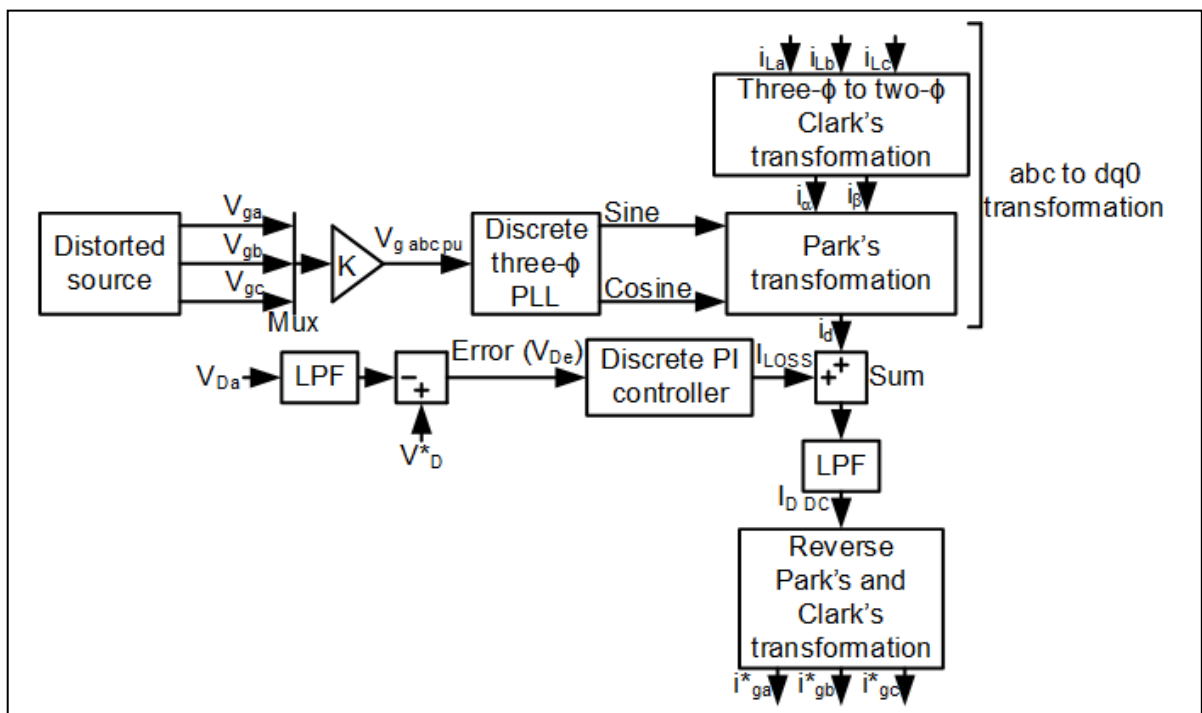 iLa iLb iLc
Three-ϕ to two-ϕ
Clark's
transformation
abc to dq0
transformation
iα iβ
Distorted
source
Vga
Vgb
Vgc
Mux
K
Vg abc pu
Discrete
three-ϕ
PLL
Sine
Cosine
Park's
transformation
id
VDa
LPF
−
+
V*D
Error (VDe)
Discrete PI
controller
ILOSS
+
+
Sum
LPF
ID DC
Reverse
Park's and
Clark's
transformation
i*ga i*gb i*gc